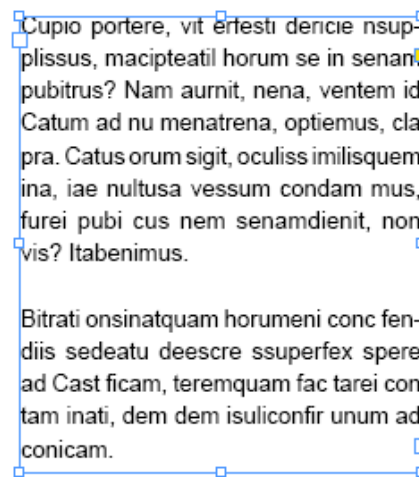 Cupio portere, vit erfesti dericie nsup-
plissus, macipteatil horum se in senam
pubitrus? Nam aurnit, nena, ventem id
Catum ad nu menatrena, optiemus, cla
pra. Catus orum sigit, oculiss imilisquem
ina, iae nultusa vessum condam mus,
furei pubi cus nem senamdienit, non
vis? Itabenimus.
Bitrati onsinatquam horumeni conc fen-
diis sedeatu deescre ssuperfex spere
ad Cast ficam, teremquam fac tarei con
tam inati, dem dem isuliconfir unum ad
conicam.